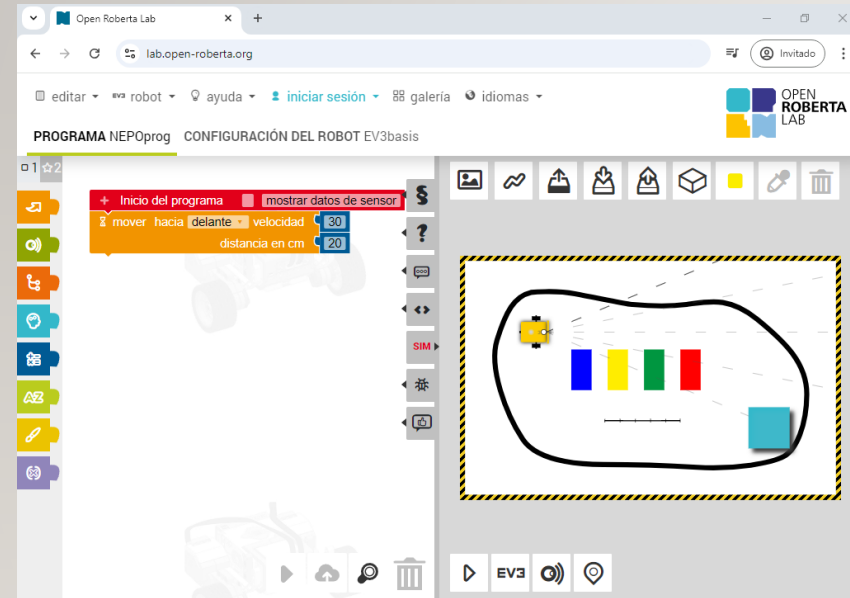 Open Roberta Lab
lab.open-roberta.org
Invitado
editar EV3 robot ayuda iniciar sesión galería idiomas
OPEN
ROBERTA
LAB
PROGRAMA NEPOprog CONFIGURACIÓN DEL ROBOT EV3basis
1 2
+ Inicio del programa mostrar datos de sensor
mover hacia delante velocidad 30
distancia en cm 20
§
?
SIM
AZ
EV3